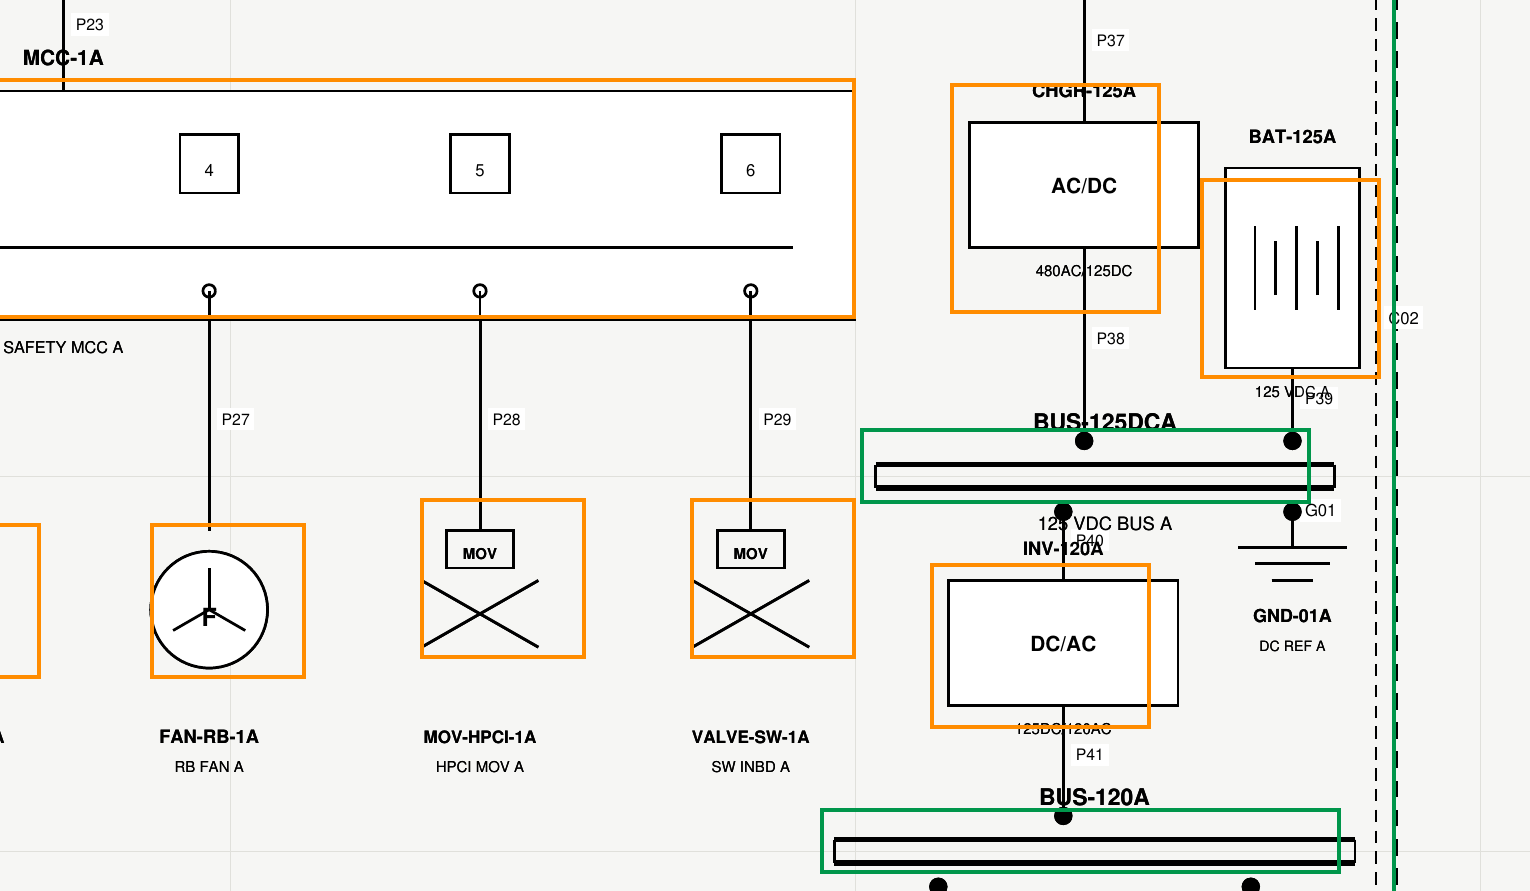 P23
MCC-1A
4
5
6
SAFETY MCC A
P27
P28
P29
F
MOV
MOV
A
FAN-RB-1A
RB FAN A
MOV-HPCI-1A
HPCI MOV A
VALVE-SW-1A
SW INBD A
P37
CHGR-125A
AC/DC
480AC/125DC
BAT-125A
125 VDC A
C02
P38
P39
BUS-125DCA
125 VDC BUS A
G01
P40
INV-120A
DC/AC
125DC/120AC
GND-01A
DC REF A
P41
BUS-120A